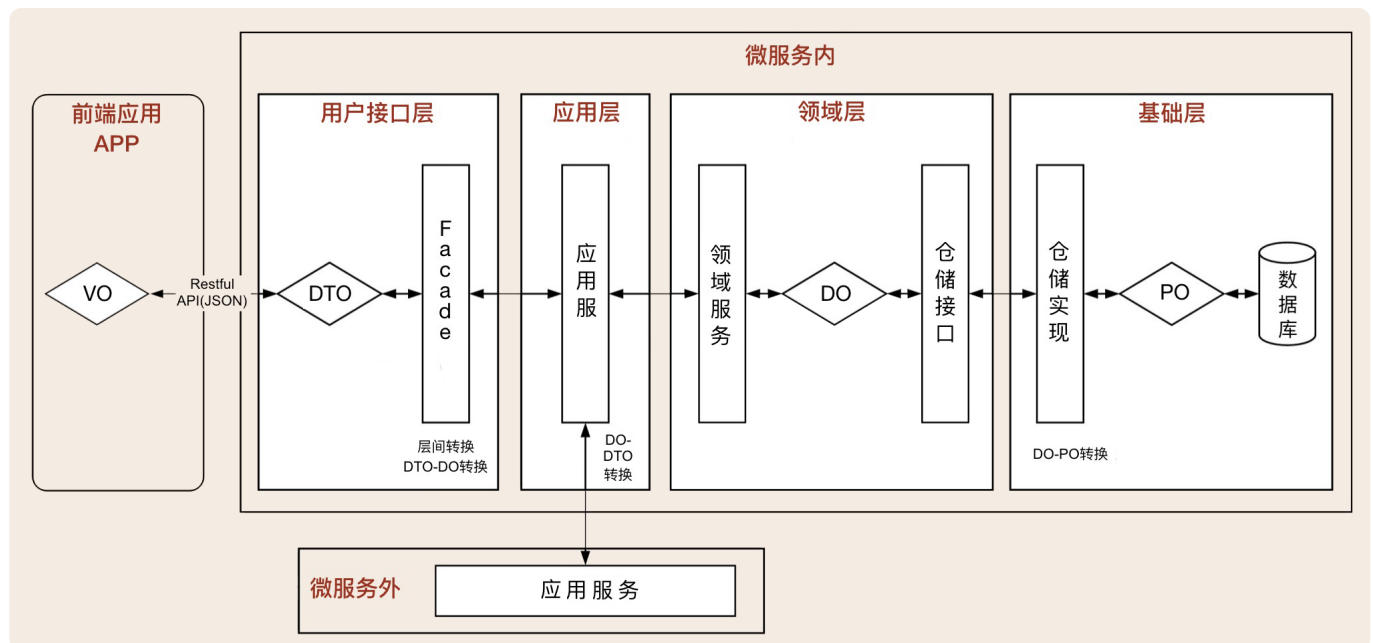 微服务内
前端应用
APP
用户接口层
应用层
领域层
基础层
VO
Restful
API(JSON)
DTO
Facade
应用服
领域服务
DO
仓储接口
仓储实现
PO
数据库
层间转换
DTO-DO转换
DO-
DTO
转换
DO-PO转换
微服务外
应用服务